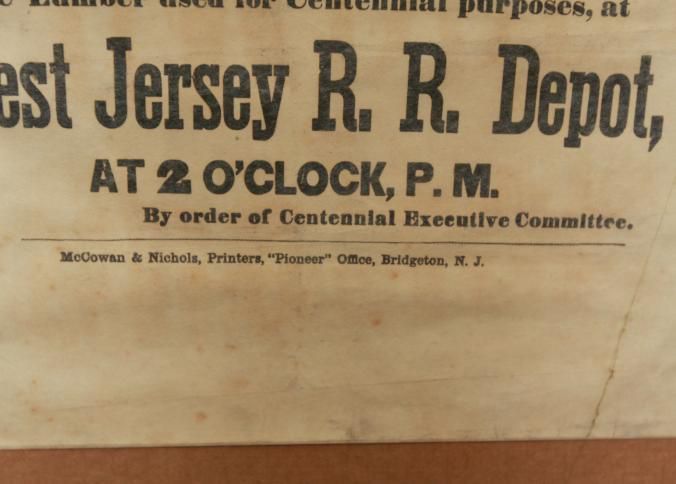 Lumber used for Centennial purposes, at
est Jersey R. R. Depot,
AT 2 O'CLOCK, P. M.
By order of Centennial Executive Committee.
McCowan & Nichols, Printers, "Pioneer" Office, Bridgeton, N. J.